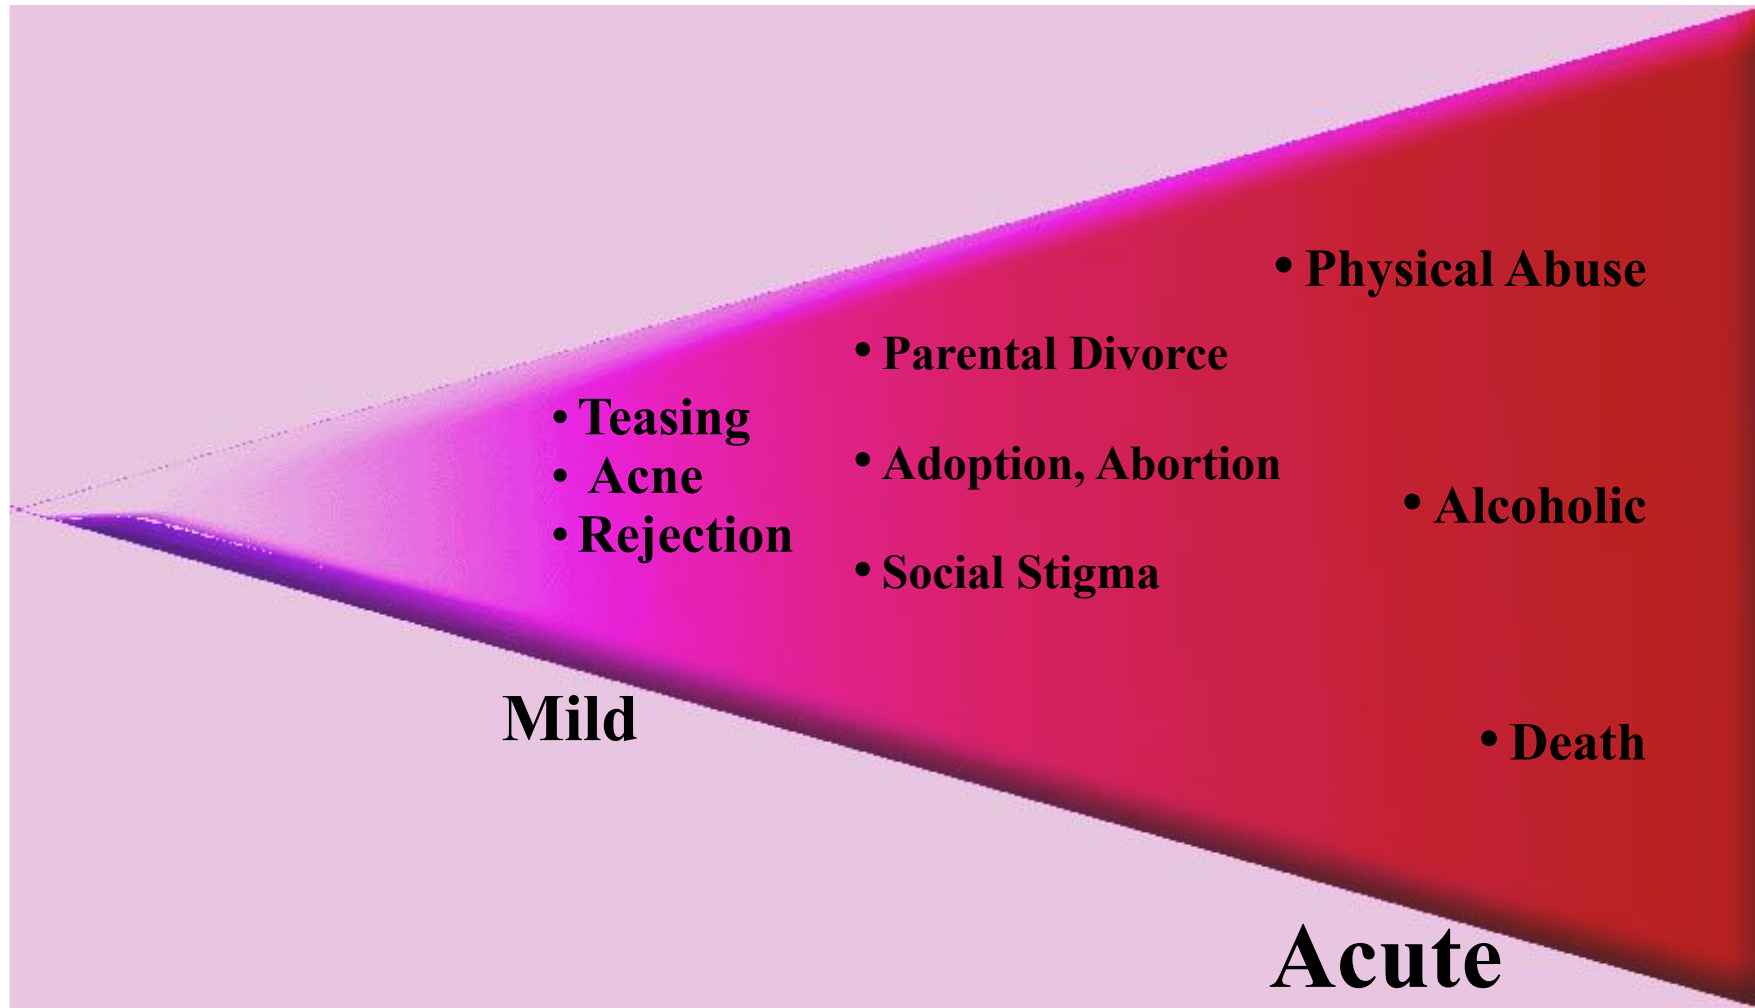 • Physical Abuse
• Parental Divorce
• Teasing
• Adoption, Abortion
• Acne
• Alcoholic
• Rejection
• Social Stigma
Mild
• Death
Acute